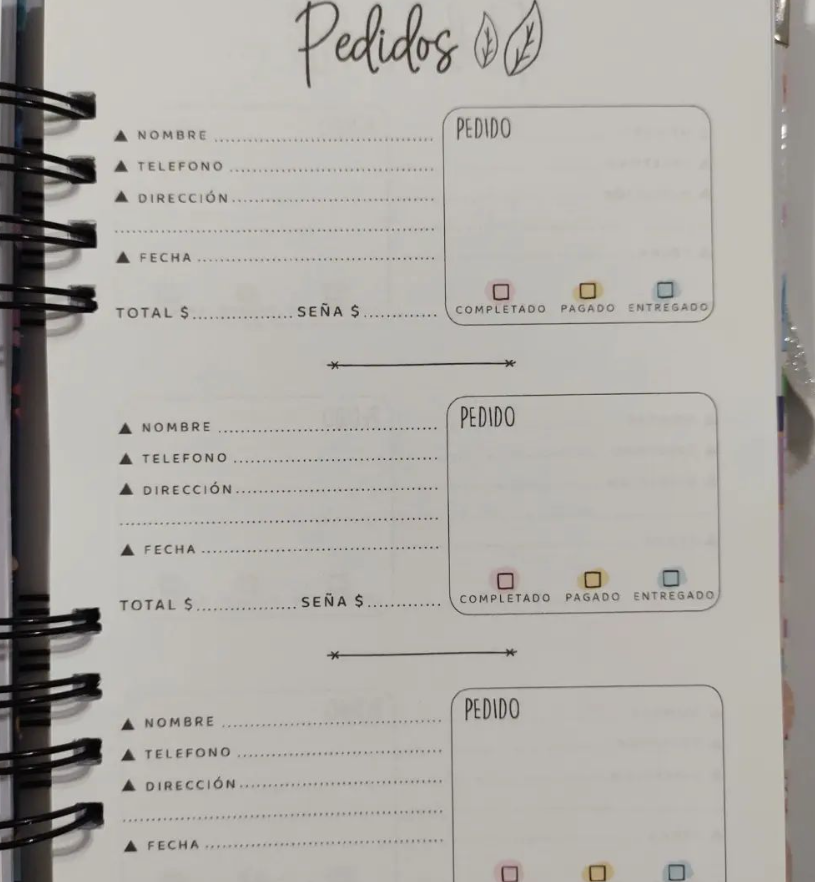 Pedidos
NOMBRE
TELEFONO
DIRECCIÓN
FECHA
TOTAL $ SEÑA $
PEDIDO
COMPLETADO PAGADO ENTREGADO
NOMBRE
TELEFONO
DIRECCIÓN
FECHA
TOTAL $ SEÑA $
PEDIDO
COMPLETADO PAGADO ENTREGADO
NOMBRE
TELEFONO
DIRECCIÓN
FECHA
PEDIDO